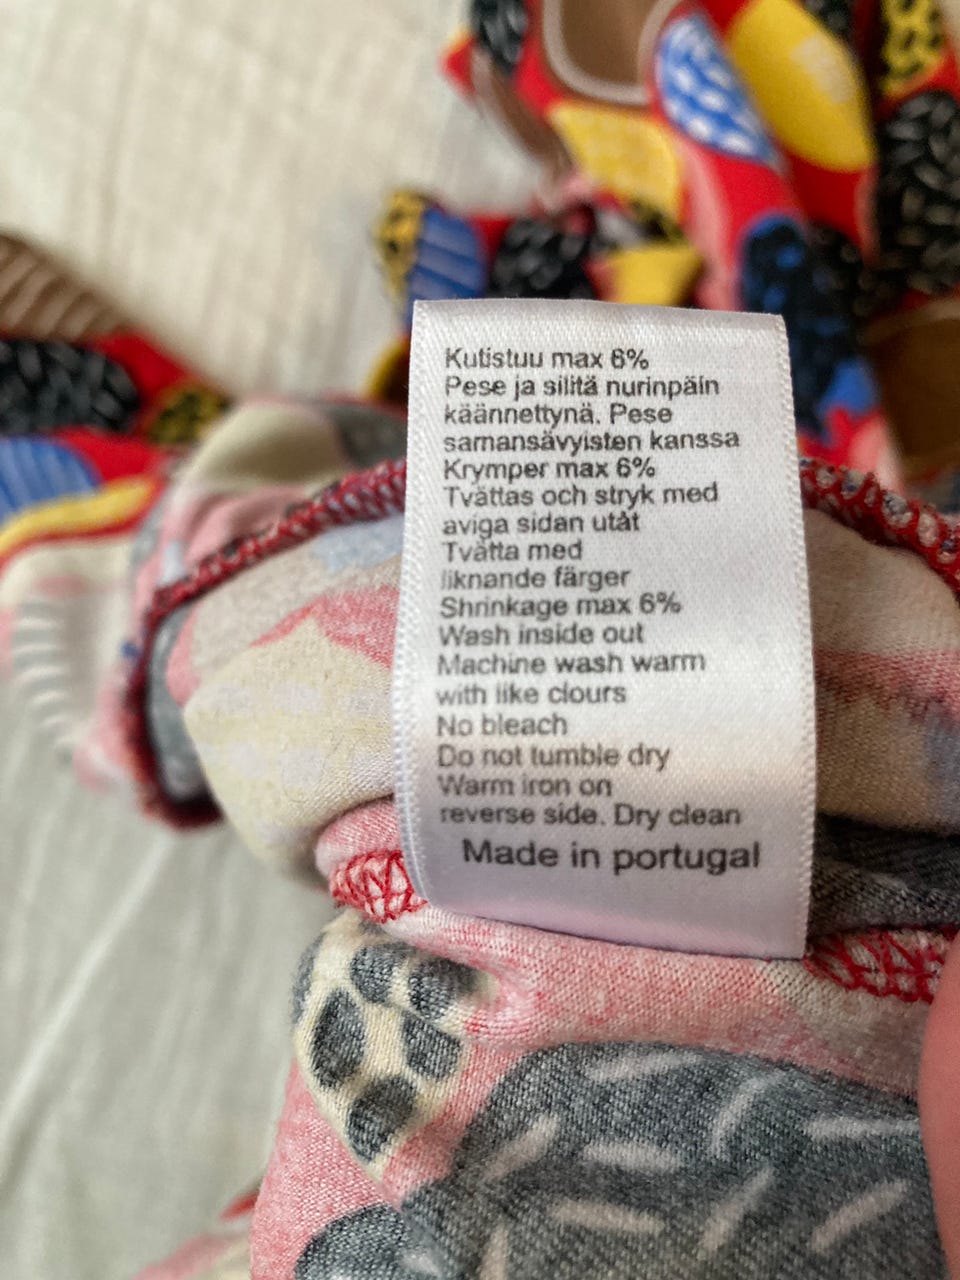 Kutistuu max 6%
Pese ja silitä nurinpäin
käännettynä. Pese
samansävyisten kanssa
Krymper max 6%
Tvättas och stryk med
aviga sidan utåt
Tvätta med
liknande färger
Shrinkage max 6%
Wash inside out
Machine wash warm
with like clours
No bleach
Do not tumble dry
Warm iron on
reverse side. Dry clean
Made in portugal